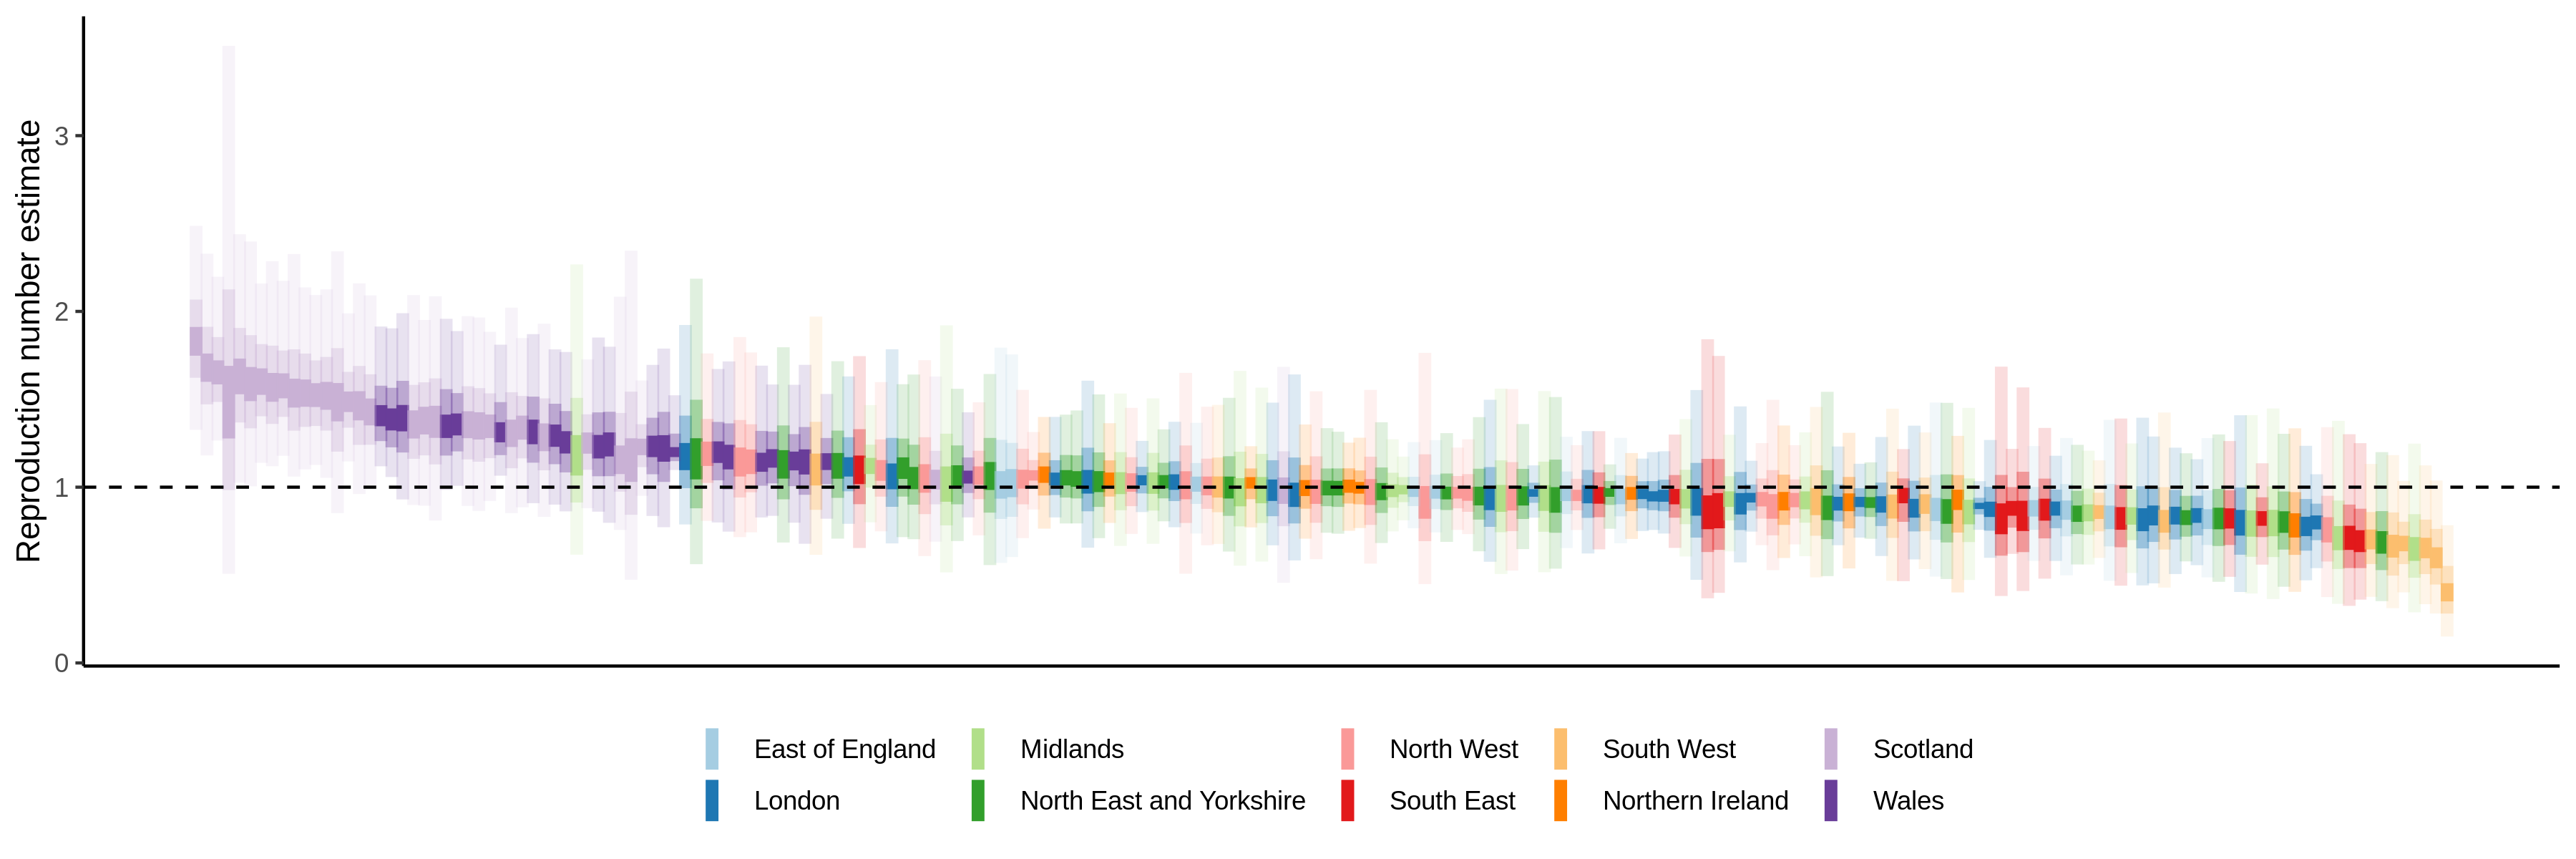 Reproduction number estimate
3
2
1
0
East of England
Midlands
North West
South West
Scotland
London
North East and Yorkshire
South East
Northern Ireland
Wales